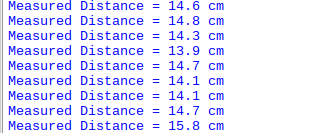 Measured Distance = 14.6 cm
Measured Distance = 14.8 cm
Measured Distance = 14.3 cm
Measured Distance = 13.9 cm
Measured Distance = 14.7 cm
Measured Distance = 14.1 cm
Measured Distance = 14.1 cm
Measured Distance = 14.7 cm
Measured Distance = 15.8 cm